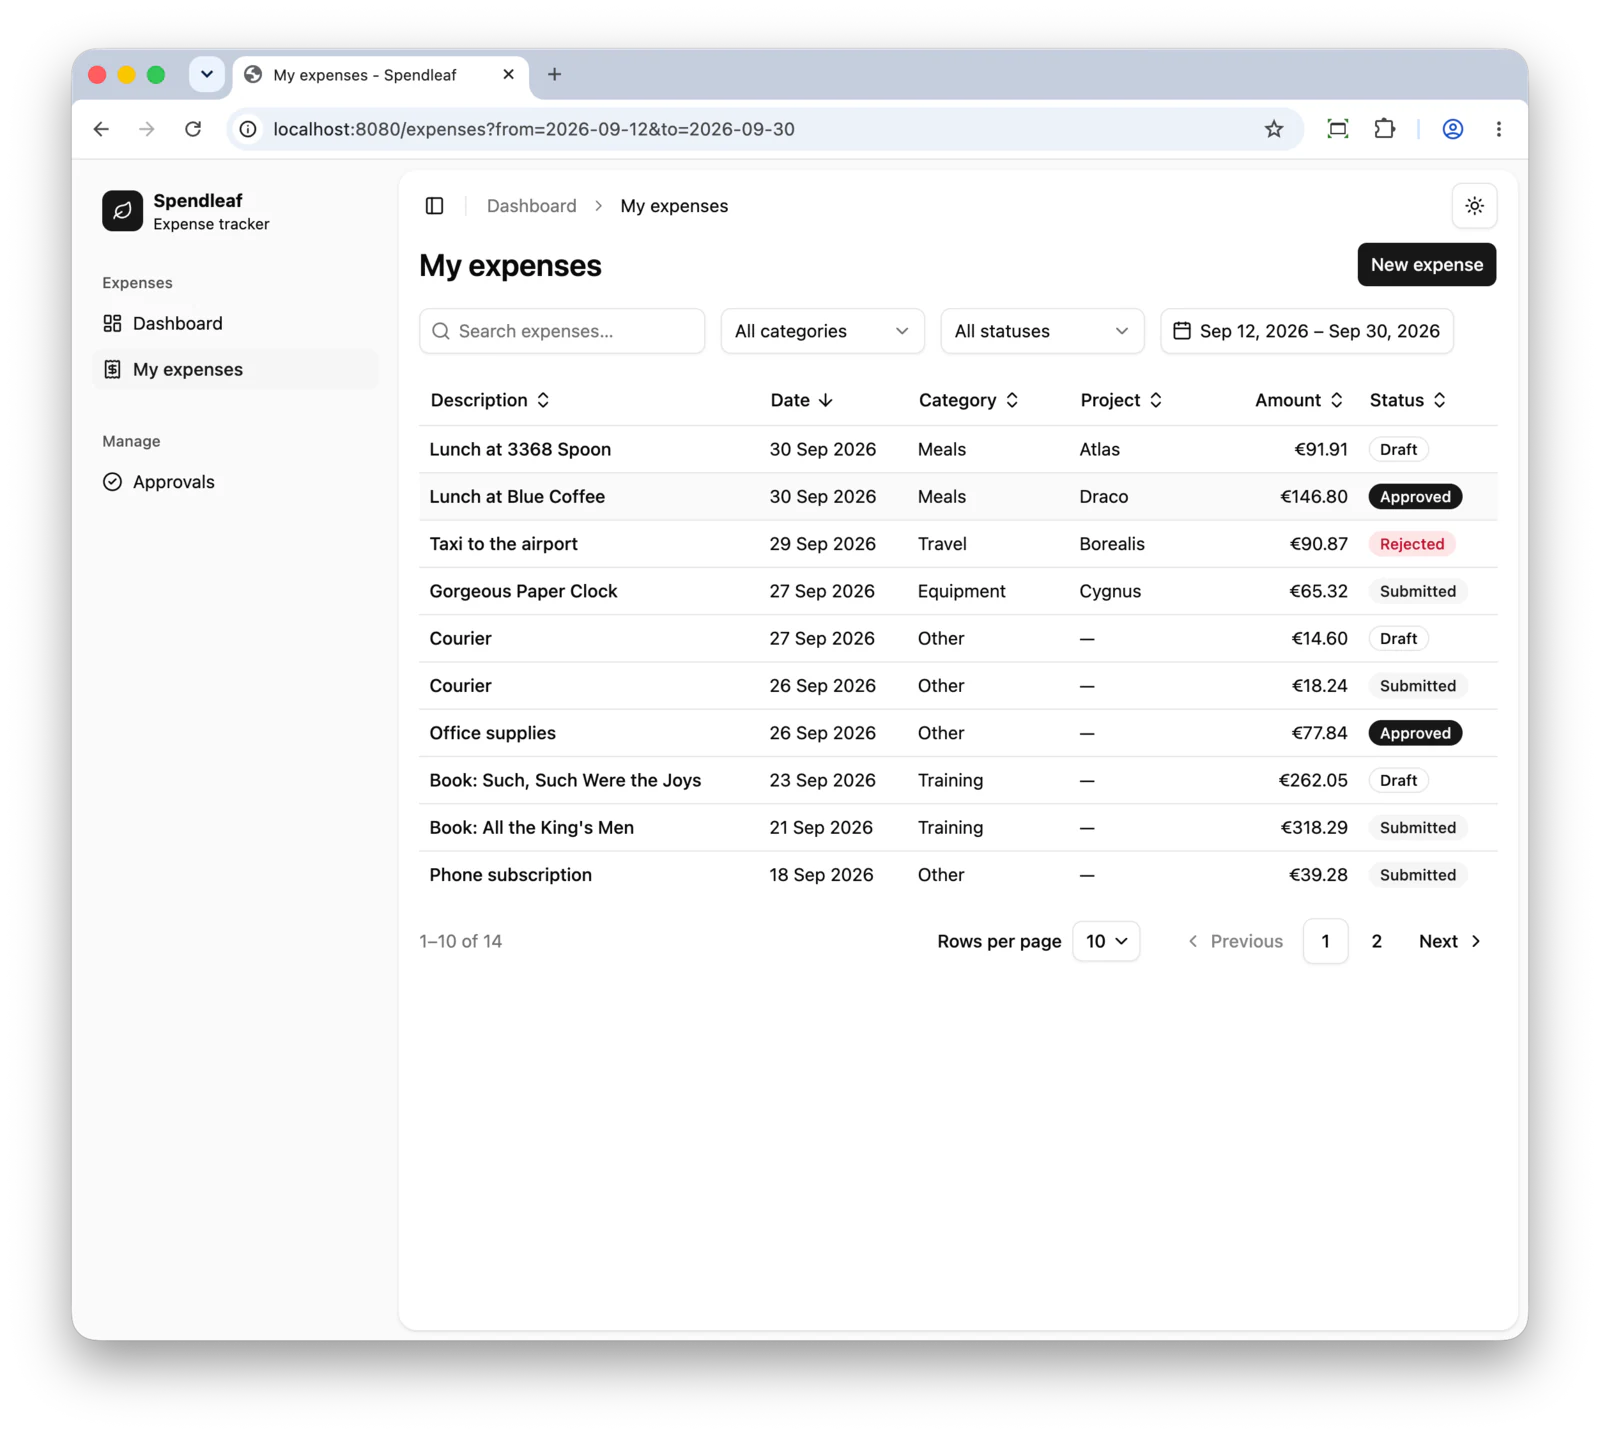 My expenses - Spendleaf
localhost:8080/expenses?from=2026-09-12&to=2026-09-30
Spendleaf
Expense tracker
Expenses
Dashboard
My expenses
Manage
Approvals
Dashboard > My expenses
My expenses
New expense
Search expenses...
All categories
All statuses
Sep 12, 2026 – Sep 30, 2026
Description Date Category Project Amount Status
Lunch at 3368 Spoon 30 Sep 2026 Meals Atlas €91.91 Draft
Lunch at Blue Coffee 30 Sep 2026 Meals Draco €146.80 Approved
Taxi to the airport 29 Sep 2026 Travel Borealis €90.87 Rejected
Gorgeous Paper Clock 27 Sep 2026 Equipment Cygnus €65.32 Submitted
Courier 27 Sep 2026 Other — €14.60 Draft
Courier 26 Sep 2026 Other — €18.24 Submitted
Office supplies 26 Sep 2026 Other — €77.84 Approved
Book: Such, Such Were the Joys 23 Sep 2026 Training — €262.05 Draft
Book: All the King's Men 21 Sep 2026 Training — €318.29 Submitted
Phone subscription 18 Sep 2026 Other — €39.28 Submitted
1–10 of 14
Rows per page 10
Previous 1 2 Next